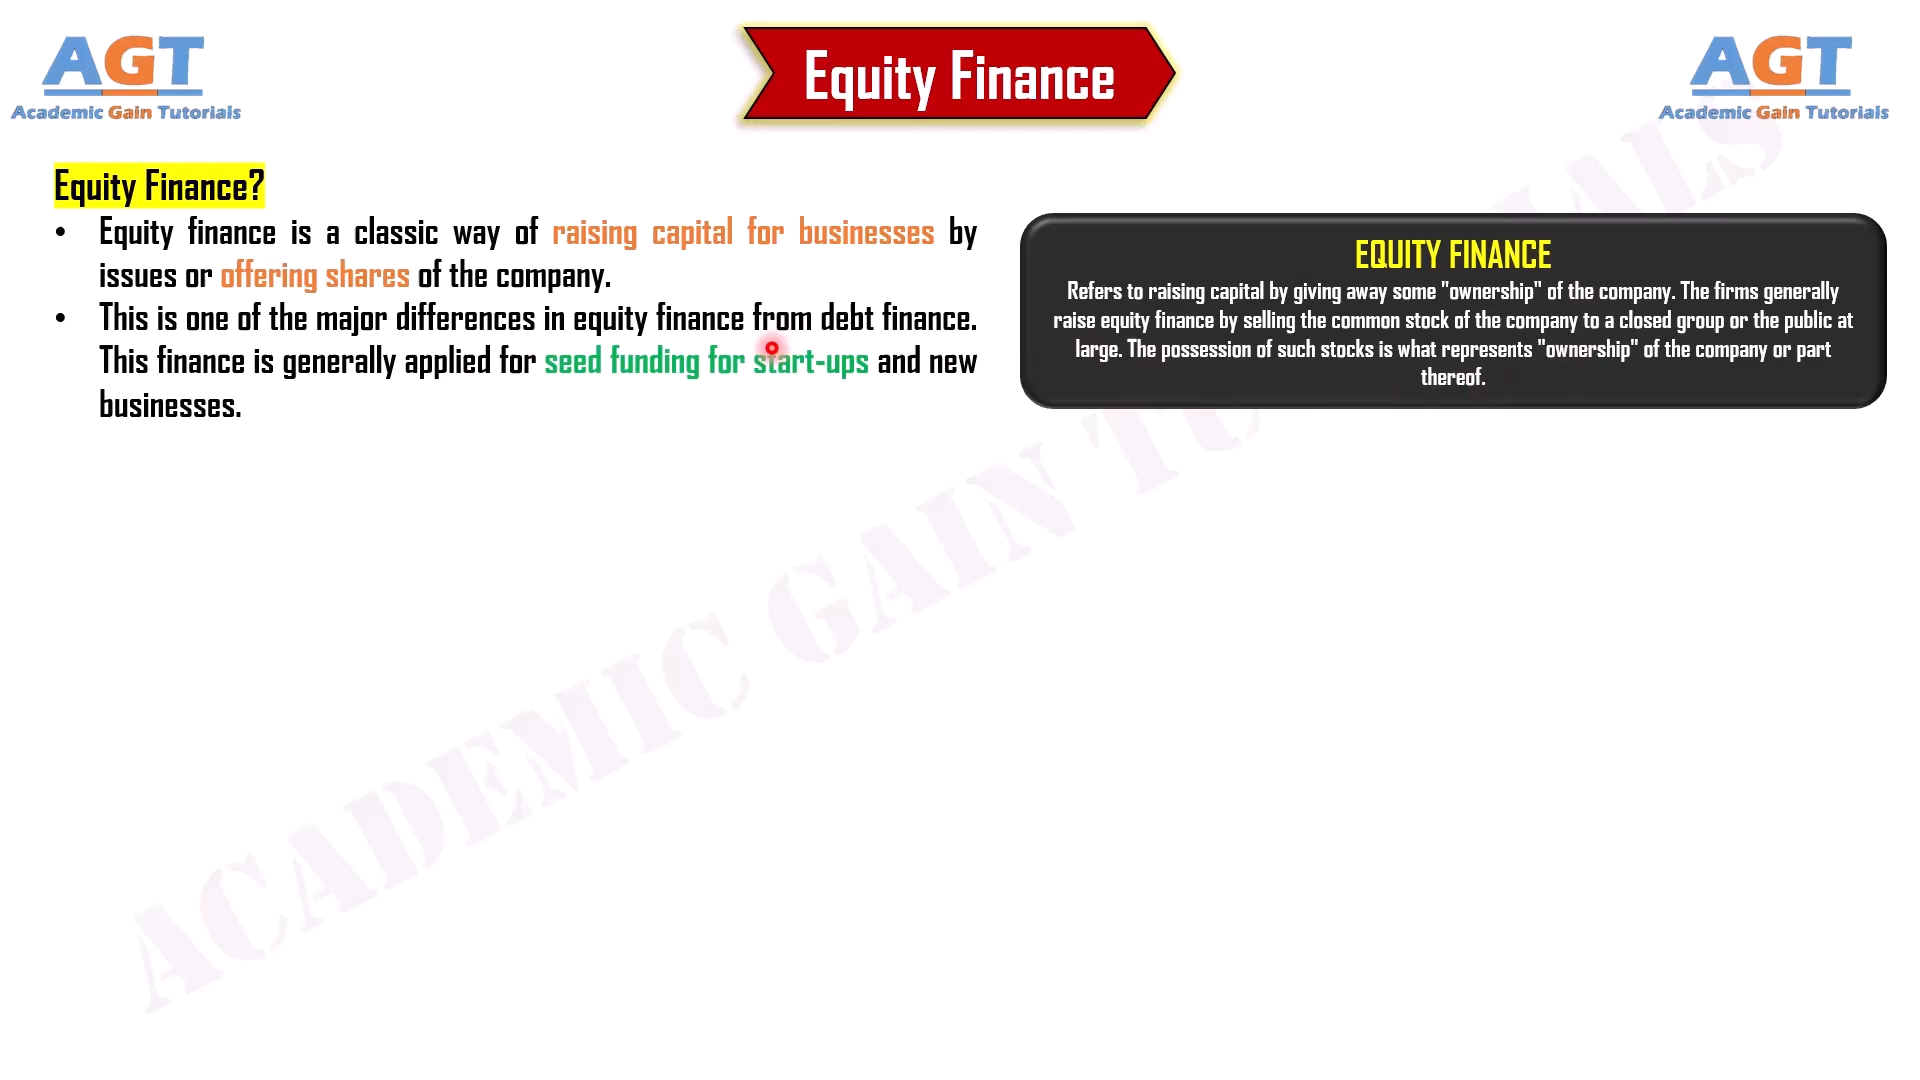 AGT
Academic Gain Tutorials
Equity Finance
AGT
Academic Gain Tutorials
Equity Finance?
• Equity finance is a classic way of raising capital for businesses by
issues or offering shares of the company.
• This is one of the major differences in equity finance from debt finance.
This finance is generally applied for seed funding for start-ups and new
businesses.
EQUITY FINANCE
Refers to raising capital by giving away some "ownership" of the company. The firms generally
raise equity finance by selling the common stock of the company to a closed group or the public at
large. The possession of such stocks is what represents "ownership" of the company or part
thereof.
ACADEMIC GAIN TUTORIALS